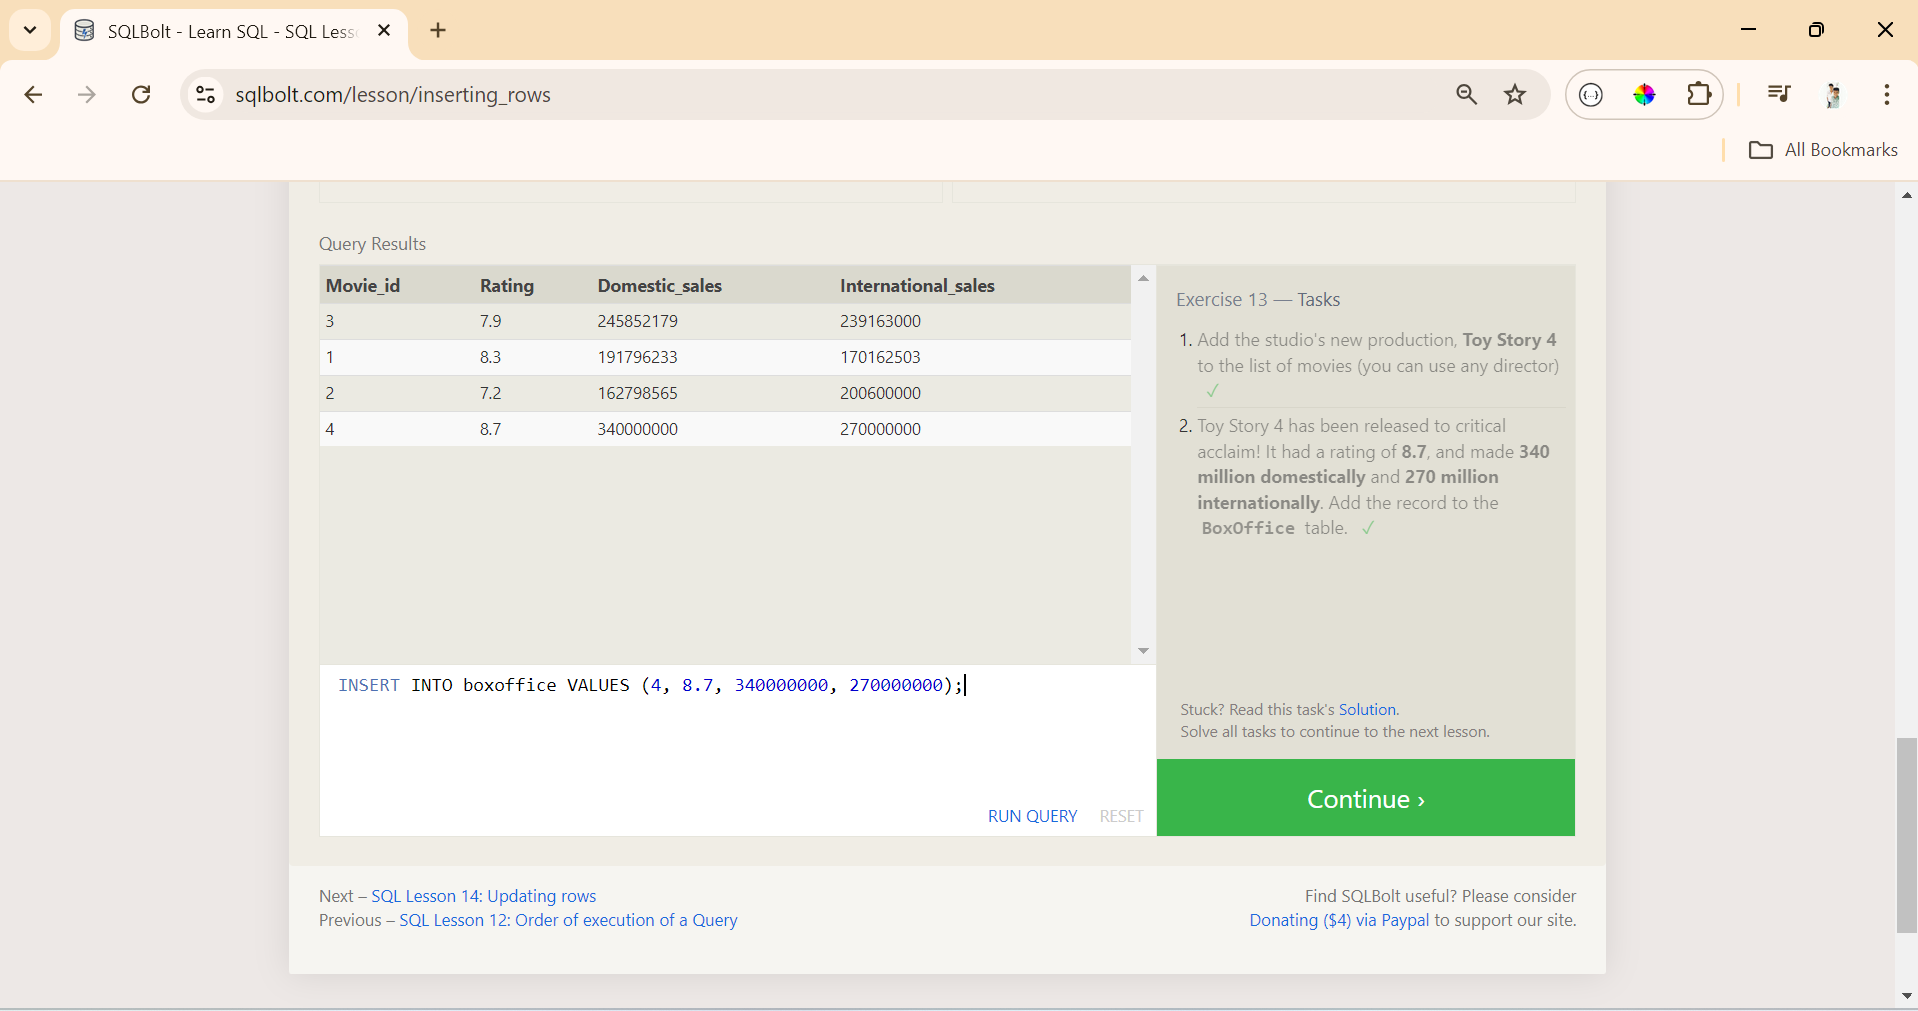 SQLBolt - Learn SQL - SQL Less
sqlbolt.com/lesson/inserting_rows
All Bookmarks
Query Results
Movie_id Rating Domestic_sales International_sales
3 7.9 245852179 239163000
1 8.3 191796233 170162503
2 7.2 162798565 200600000
4 8.7 340000000 270000000
Exercise 13 — Tasks
1. Add the studio's new production, Toy Story 4
to the list of movies (you can use any director)
✓
2. Toy Story 4 has been released to critical
acclaim! It had a rating of 8.7, and made 340
million domestically and 270 million
internationally. Add the record to the
BoxOffice table. ✓
INSERT INTO boxoffice VALUES (4, 8.7, 340000000, 270000000);
RUN QUERY RESET
Stuck? Read this task's Solution.
Solve all tasks to continue to the next lesson.
Continue ›
Next – SQL Lesson 14: Updating rows
Previous – SQL Lesson 12: Order of execution of a Query
Find SQLBolt useful? Please consider
Donating ($4) via Paypal to support our site.